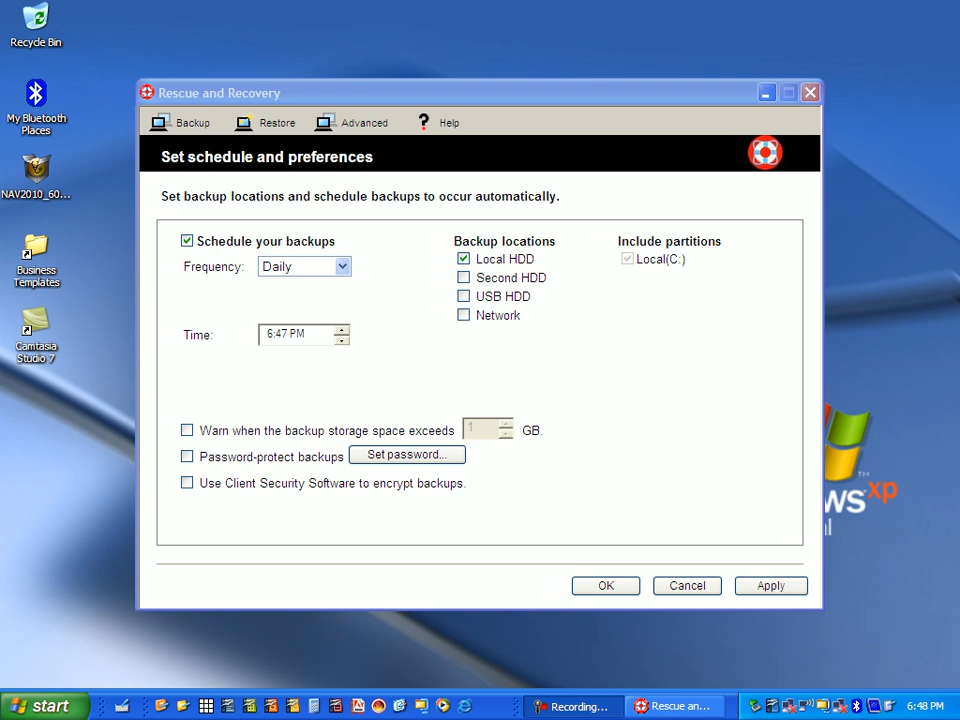 Recycle Bin
My Bluetooth
Places
NAV2010_60...
Business
Templates
Camtasia
Studio 7
Rescue and Recovery
Backup Restore Advanced ? Help
Set schedule and preferences
Set backup locations and schedule backups to occur automatically.
Schedule your backups Backup locations Include partitions
Frequency: Daily Local HDD Local(C:)
Second HDD
USB HDD
Network
Time: 6:47 PM
Warn when the backup storage space exceeds 1 GB.
Password-protect backups Set password...
Use Client Security Software to encrypt backups.
OK Cancel Apply
ws xp
start Recording... Rescue an... 6:48 PM